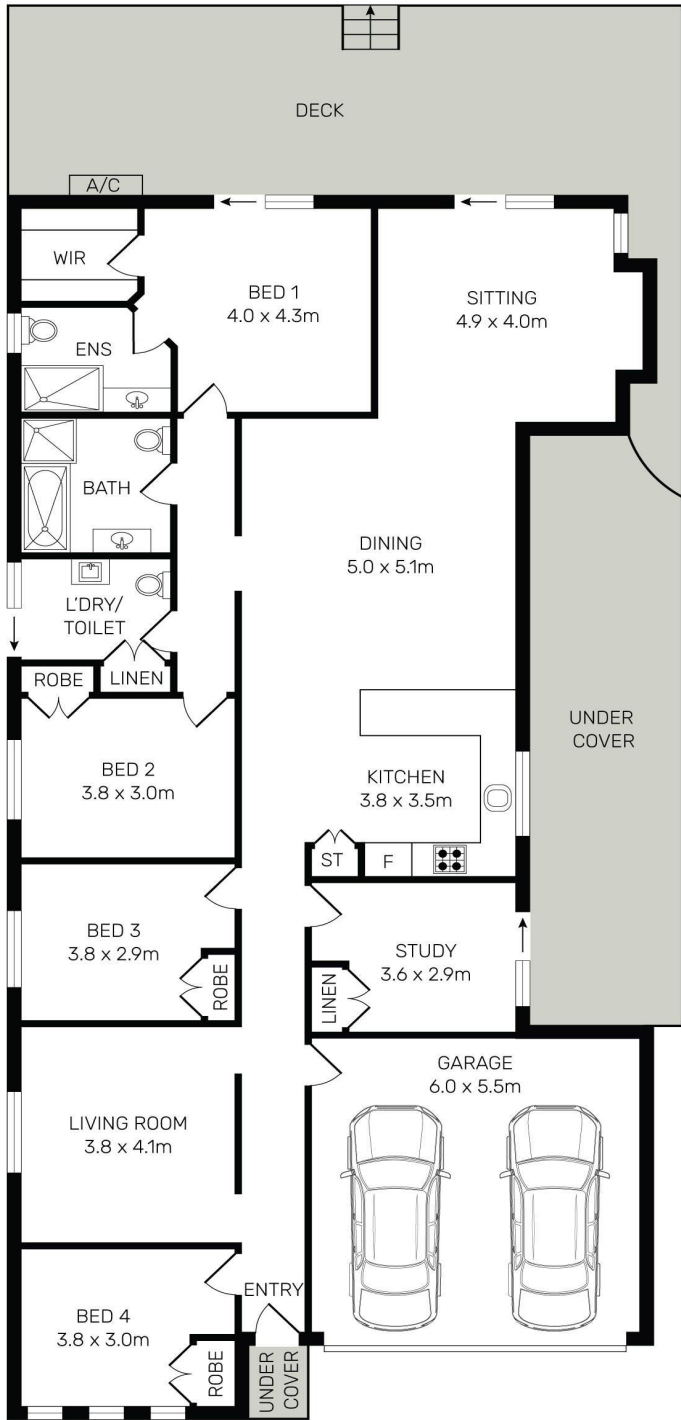 DECK
A/C
WIR
BED 1
4.0 x 4.3m
SITTING
4.9 x 4.0m
ENS
BATH
DINING
5.0 x 5.1m
L'DRY/
TOILET
ROBE
LINEN
BED 2
3.8 x 3.0m
KITCHEN
3.8 x 3.5m
UNDER
COVER
ST
F
BED 3
3.8 x 2.9m
ROBE
STUDY
3.6 x 2.9m
LINEN
GARAGE
6.0 x 5.5m
LIVING ROOM
3.8 x 4.1m
ENTRY
BED 4
3.8 x 3.0m
ROBE
UNDER
COVER